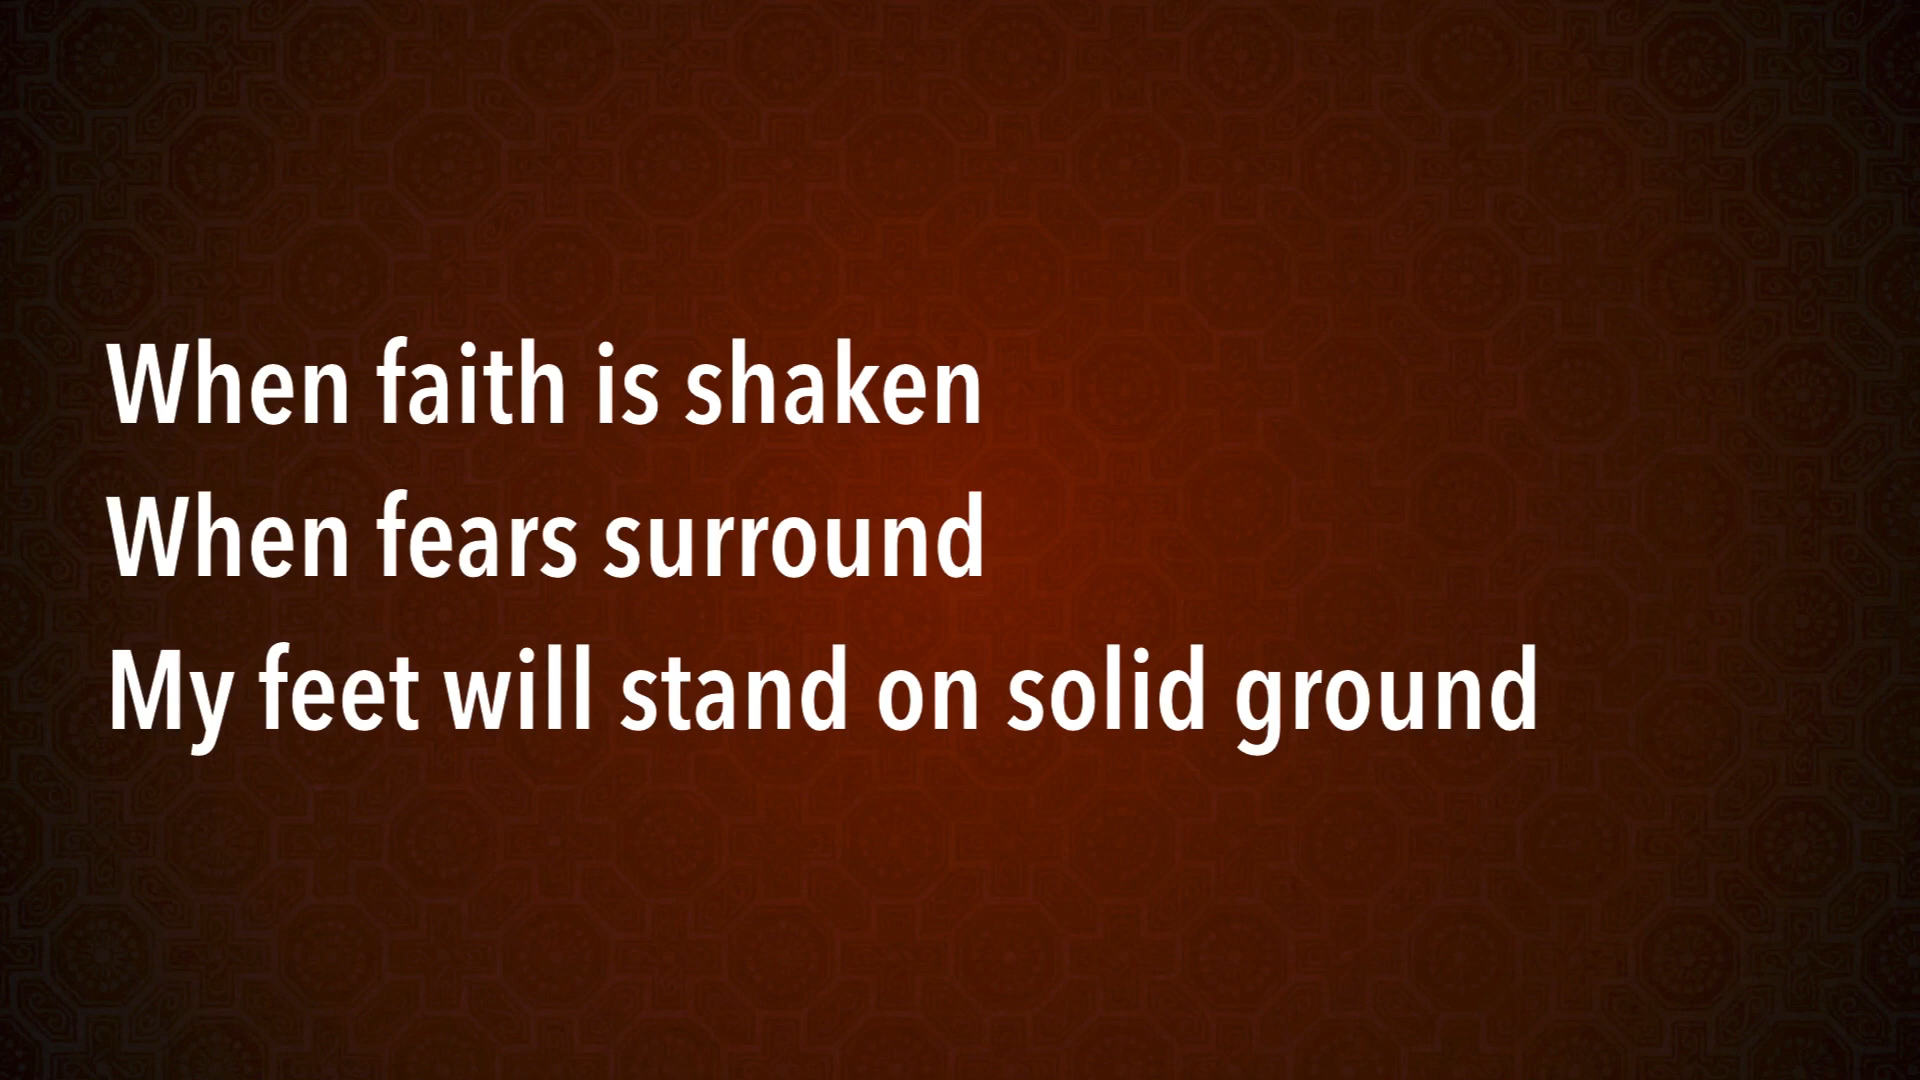 When faith is shaken
When fears surround
My feet will stand on solid ground